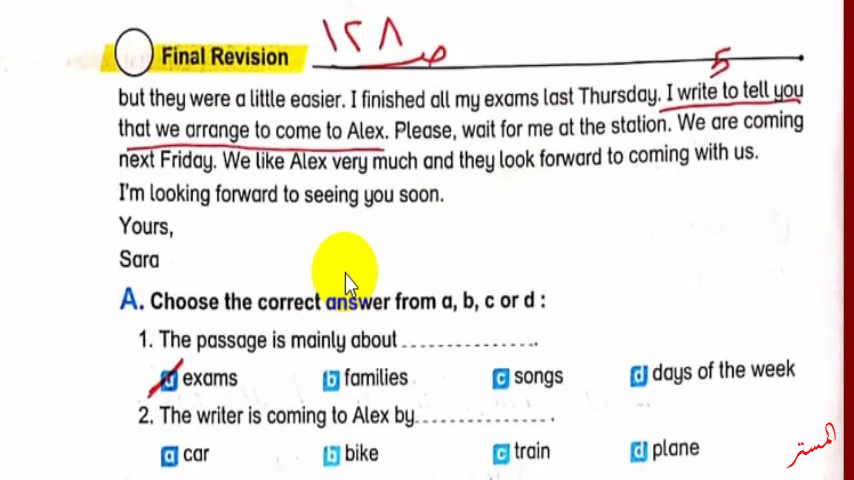 Final Revision ص ١٢٨
5
but they were a little easier. I finished all my exams last Thursday. I write to tell you
that we arrange to come to Alex. Please, wait for me at the station. We are coming
next Friday. We like Alex very much and they look forward to coming with us.
I'm looking forward to seeing you soon.
Yours,
Sara
A. Choose the correct answer from a, b, c or d :
1. The passage is mainly about ................
a exams b families c songs d days of the week
2. The writer is coming to Alex by ................ .
a car b bike c train d plane
المستر